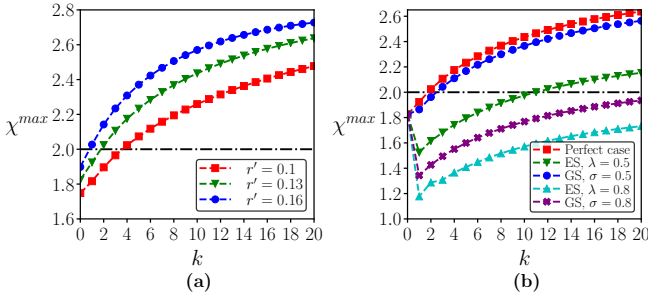 2.8
2.6
2.4
2.2
2.0
1.8
1.6
χ^max
0 2 4 6 8 10 12 14 16 18 20
k
r′ = 0.1
r′ = 0.13
r′ = 0.16
(a)
2.6
2.4
2.2
2.0
1.8
1.6
1.4
1.2
1.0
χ^max
0 2 4 6 8 10 12 14 16 18 20
k
Perfect case
ES, λ = 0.5
GS, σ = 0.5
ES, λ = 0.8
GS, σ = 0.8
(b)